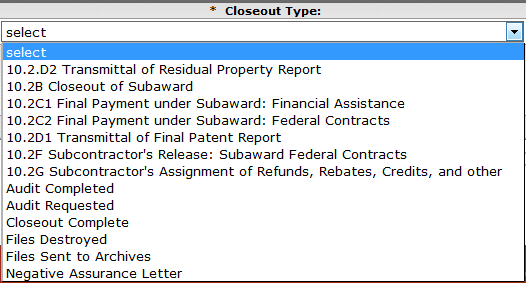 * Closeout Type:
select
select
10.2.D2 Transmittal of Residual Property Report
10.2B Closeout of Subaward
10.2C1 Final Payment under Subaward: Financial Assistance
10.2C2 Final Payment under Subaward: Federal Contracts
10.2D1 Transmittal of Final Patent Report
10.2F Subcontractor's Release: Subaward Federal Contracts
10.2G Subcontractor's Assignment of Refunds, Rebates, Credits, and other
Audit Completed
Audit Requested
Closeout Complete
Files Destroyed
Files Sent to Archives
Negative Assurance Letter